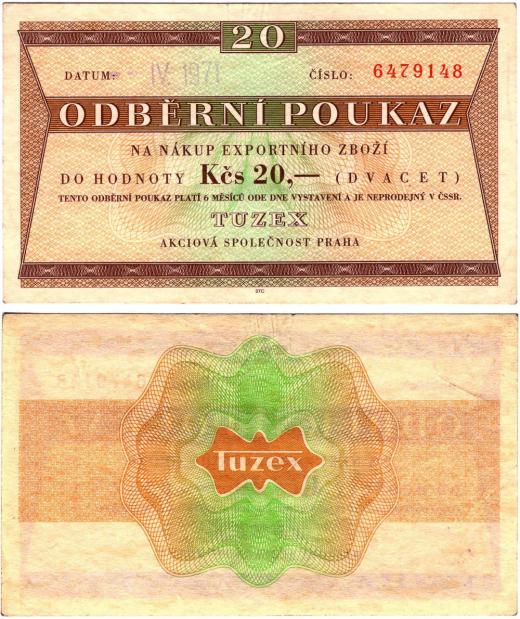 20
DATUM: IV 1971
ČÍSLO: 6479148
ODBĚRNÍ POUKAZ
NA NÁKUP EXPORTNÍHO ZBOŽÍ
DO HODNOTY Kčs 20,— (DVACET)
TENTO ODBĚRNÍ POUKAZ PLATÍ 6 MĚSÍCŮ ODE DNE VYSTAVENÍ A JE NEPRODEJNÝ V ČSSR.
TUZEX
AKCIOVÁ SPOLEČNOST PRAHA
STC
Tuzex